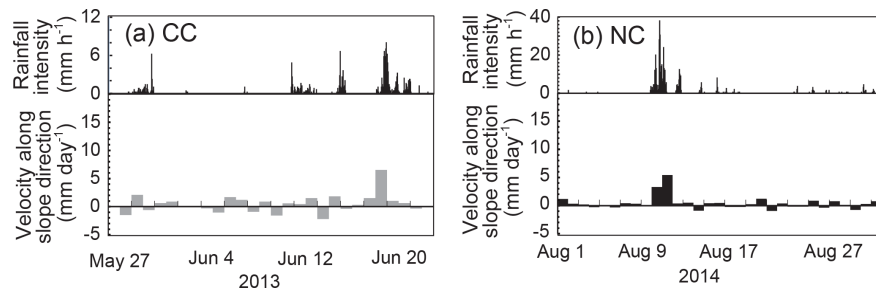 (a) CC
Rainfall intensity (mm h⁻¹)
12
6
0
Velocity along slope direction (mm day⁻¹)
15
10
5
0
-5
May 27
Jun 4
Jun 12
Jun 20
2013
(b) NC
Rainfall intensity (mm h⁻¹)
40
20
0
Velocity along slope direction (mm day⁻¹)
15
10
5
0
-5
Aug 1
Aug 9
Aug 17
Aug 27
2014